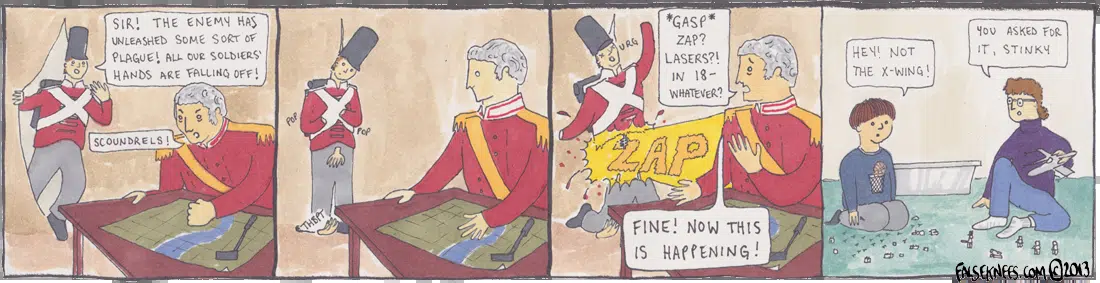 SIR! THE ENEMY HAS
UNLEASHED SOME SORT OF
PLAGUE! ALL OUR SOLDIERS'
HANDS ARE FALLING OFF!
SCOUNDRELS!
POP
POP
THBPT
URG
*GASP*
ZAP?
LASERS?!
IN 18-
WHATEVER?
ZAP
FINE! NOW THIS
IS HAPPENING!
HEY! NOT
THE X-WING!
YOU ASKED FOR
IT, STINKY
FALSEKNEES.COM ©2013